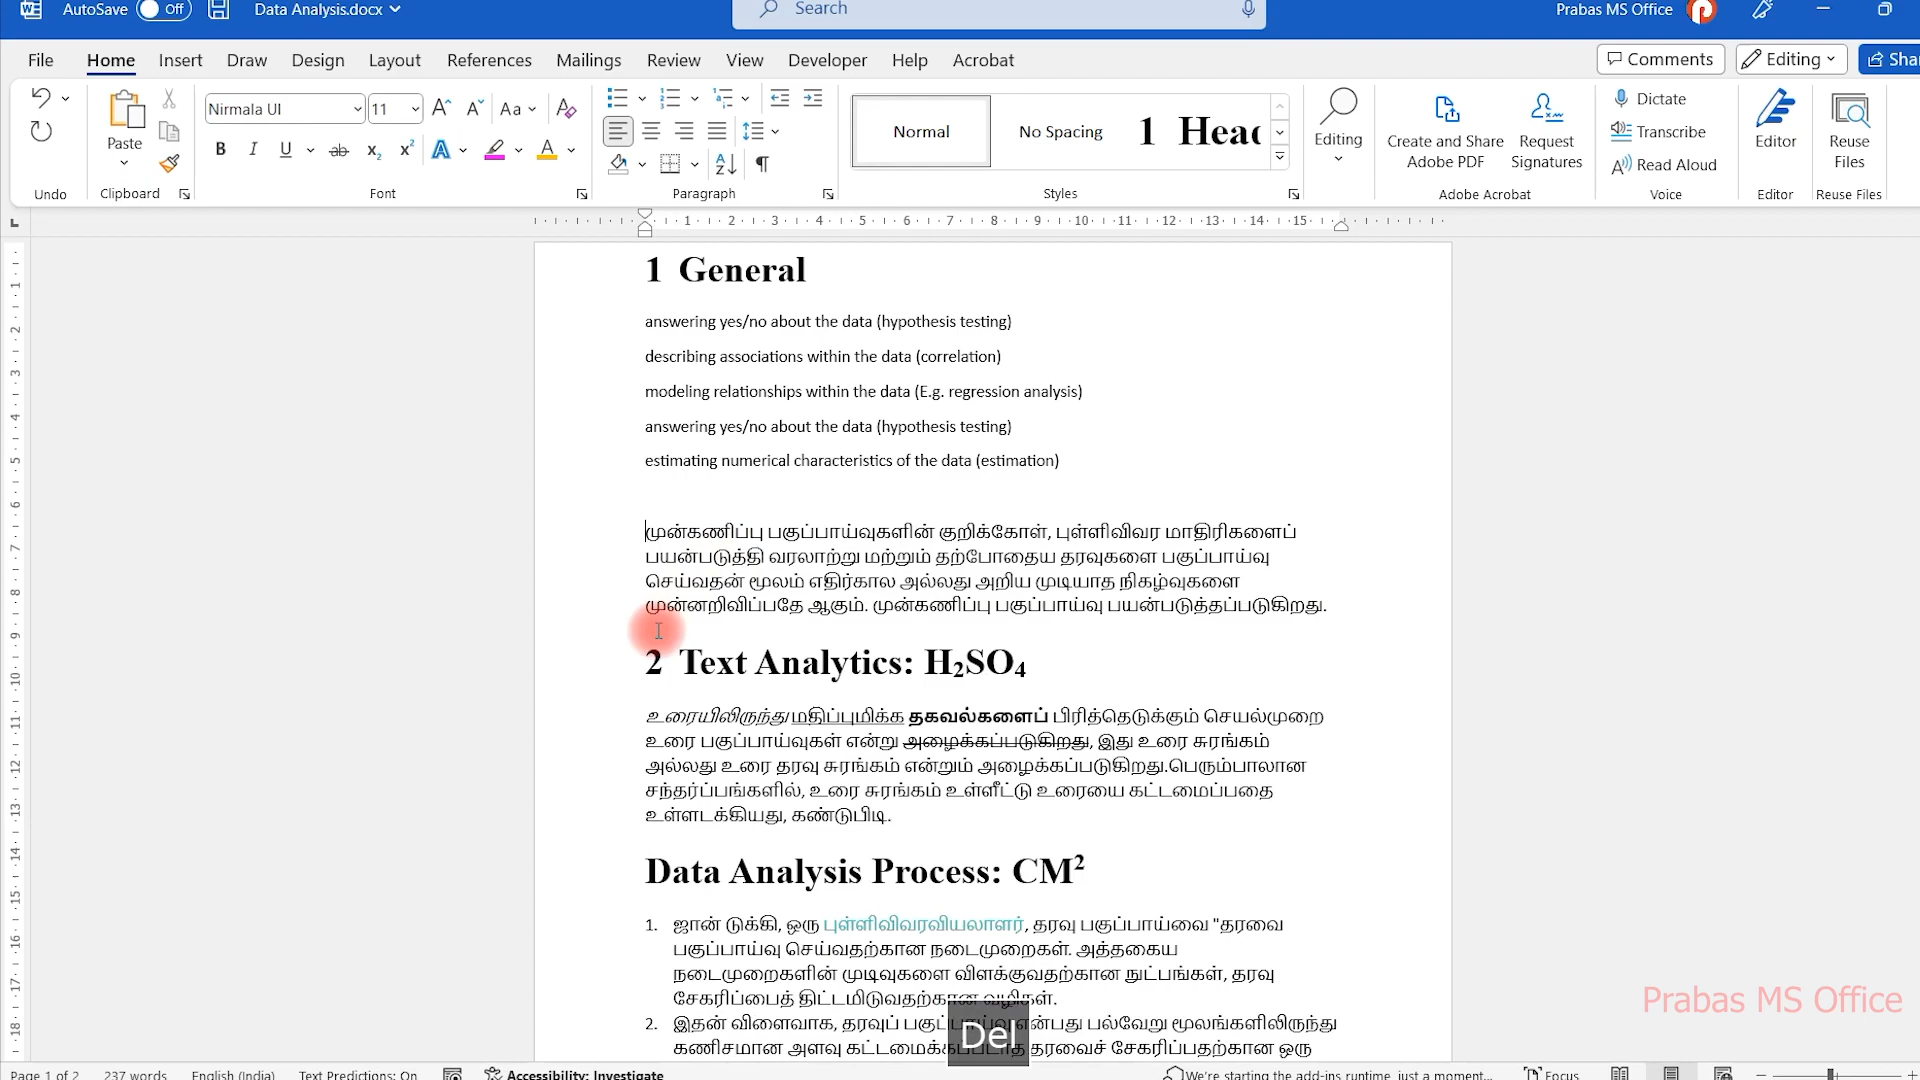 AutoSave Off Data Analysis.docx Search Prabas MS Office
File Home Insert Draw Design Layout References Mailings Review View Developer Help Acrobat Comments Editing
Nirmala UI 11 Aa
Paste
Normal No Spacing 1 Head
Editing
Create and Share Adobe PDF
Request Signatures
Dictate
Transcribe
Read Aloud
Editor
Reuse Files
Undo Clipboard Font Paragraph Styles Adobe Acrobat Voice Editor Reuse Files
1 General
answering yes/no about the data (hypothesis testing)
describing associations within the data (correlation)
modeling relationships within the data (E.g. regression analysis)
answering yes/no about the data (hypothesis testing)
estimating numerical characteristics of the data (estimation)
முன்கணிப்பு பகுப்பாய்வுகளின் குறிக்கோள், புள்ளிவிவர மாதிரிகளைப்
பயன்படுத்தி வரலாற்று மற்றும் தற்போதைய தரவுகளை பகுப்பாய்வு
செய்வதன் மூலம் எதிர்கால அல்லது அறிய முடியாத நிகழ்வுகளை
முன்னறிவிப்பதே ஆகும். முன்கணிப்பு பகுப்பாய்வு பயன்படுத்தப்படுகிறது.
2 Text Analytics: H₂SO₄
உரையிலிருந்து மதிப்புமிக்க தகவல்களைப் பிரித்தெடுக்கும் செயல்முறை
உரை பகுப்பாய்வுகள் என்று அழைக்கப்படுகிறது, இது உரை சுரங்கம்
அல்லது உரை தரவு சுரங்கம் என்றும் அழைக்கப்படுகிறது.பெரும்பாலான
சந்தர்ப்பங்களில், உரை சுரங்கம் உள்ளீட்டு உரையை கட்டமைப்பதை
உள்ளடக்கியது, கண்டுபிடி.
Data Analysis Process: CM²
1. ஜான் டுக்கி, ஒரு புள்ளிவிவரவியலாளர், தரவு பகுப்பாய்வை "தரவை
பகுப்பாய்வு செய்வதற்கான நடைமுறைகள். அத்தகைய
நடைமுறைகளின் முடிவுகளை விளக்குவதற்கான நுட்பங்கள், தரவு
சேகரிப்பைத் திட்டமிடுவதற்கான வழிகள்.
2. இதன் விளைவாக, தரவுப் பகுப்பாய்வு என்பது பல்வேறு மூலங்களிலிருந்து
கணிசமான அளவு கட்டமைக்கப்படாத தரவைச் சேகரிப்பதற்கான ஒரு
Del
Prabas MS Office
Page 1 of 2 237 words English (India) Text Predictions: On Accessibility: Investigate We're starting the add-ins runtime, just a moment... Focus